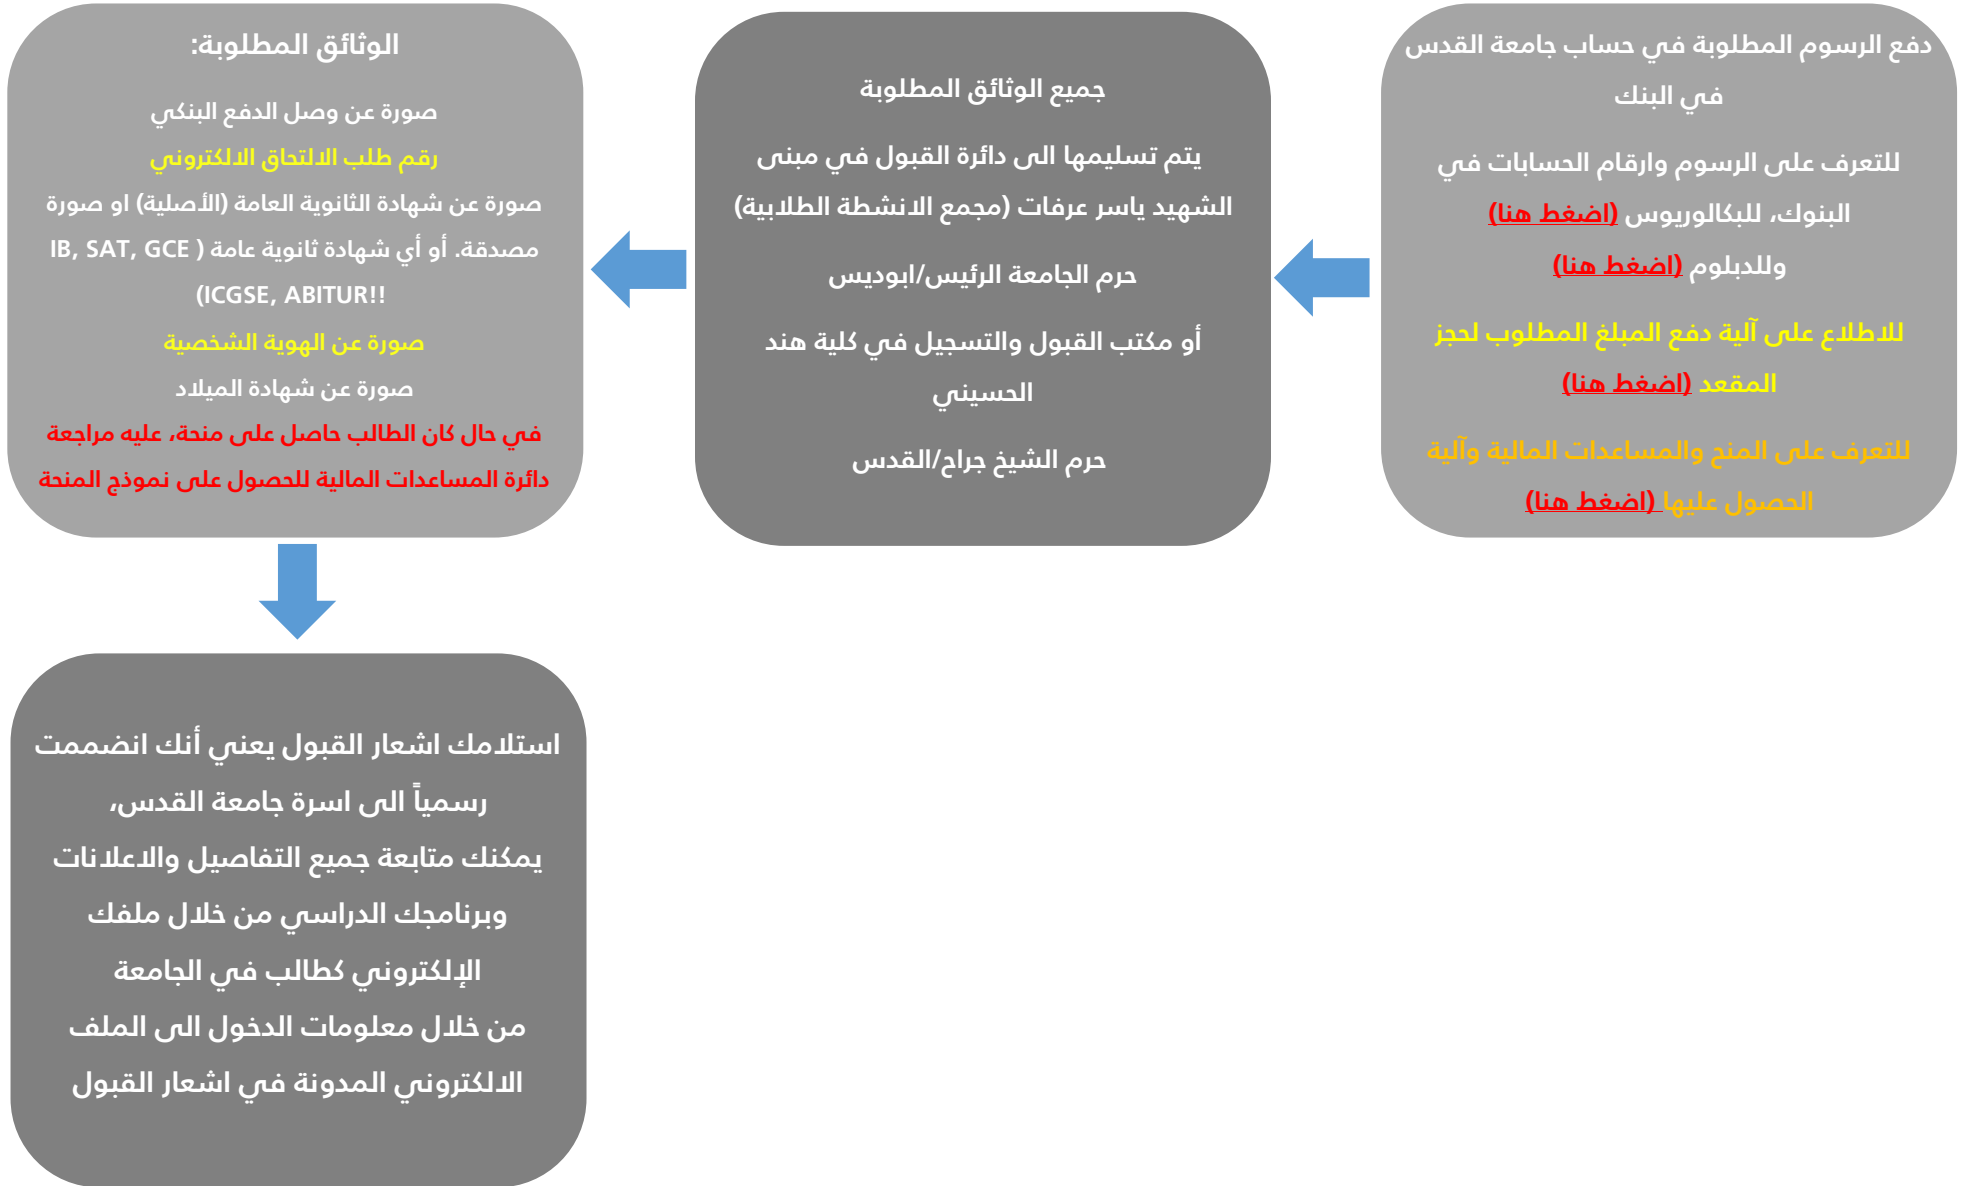 دفع الرسوم المطلوبة في حساب جامعة القدس
في البنك
للتعرف على الرسوم وارقام الحسابات في
البنوك، للبكالوريوس (اضغط هنا)
وللدبلوم (اضغط هنا)
للاطلاع على آلية دفع المبلغ المطلوب لحجز
المقعد (اضغط هنا)
للتعرف على المنح والمساعدات المالية وآلية
الحصول عليها (اضغط هنا)
جميع الوثائق المطلوبة
يتم تسليمها الى دائرة القبول في مبنى
الشهيد ياسر عرفات (مجمع الانشطة الطلابية)
حرم الجامعة الرئيس/ابوديس
أو مكتب القبول والتسجيل في كلية هند
الحسيني
حرم الشيخ جراح/القدس
الوثائق المطلوبة:
صورة عن وصل الدفع البنكي
رقم طلب الالتحاق الالكتروني
صورة عن شهادة الثانوية العامة (الأصلية) او صورة
مصدقة. أو أي شهادة ثانوية عامة ( IB, SAT, GCE
ICGSE, ABITUR!!)
صورة عن الهوية الشخصية
صورة عن شهادة الميلاد
في حال كان الطالب حاصل على منحة، عليه مراجعة
دائرة المساعدات المالية للحصول على نموذج المنحة
استلامك اشعار القبول يعني أنك انضممت
رسمياً الى اسرة جامعة القدس،
يمكنك متابعة جميع التفاصيل والاعلانات
وبرنامجك الدراسي من خلال ملفك
الإلكتروني كطالب في الجامعة
من خلال معلومات الدخول الى الملف
الالكتروني المدونة في اشعار القبول